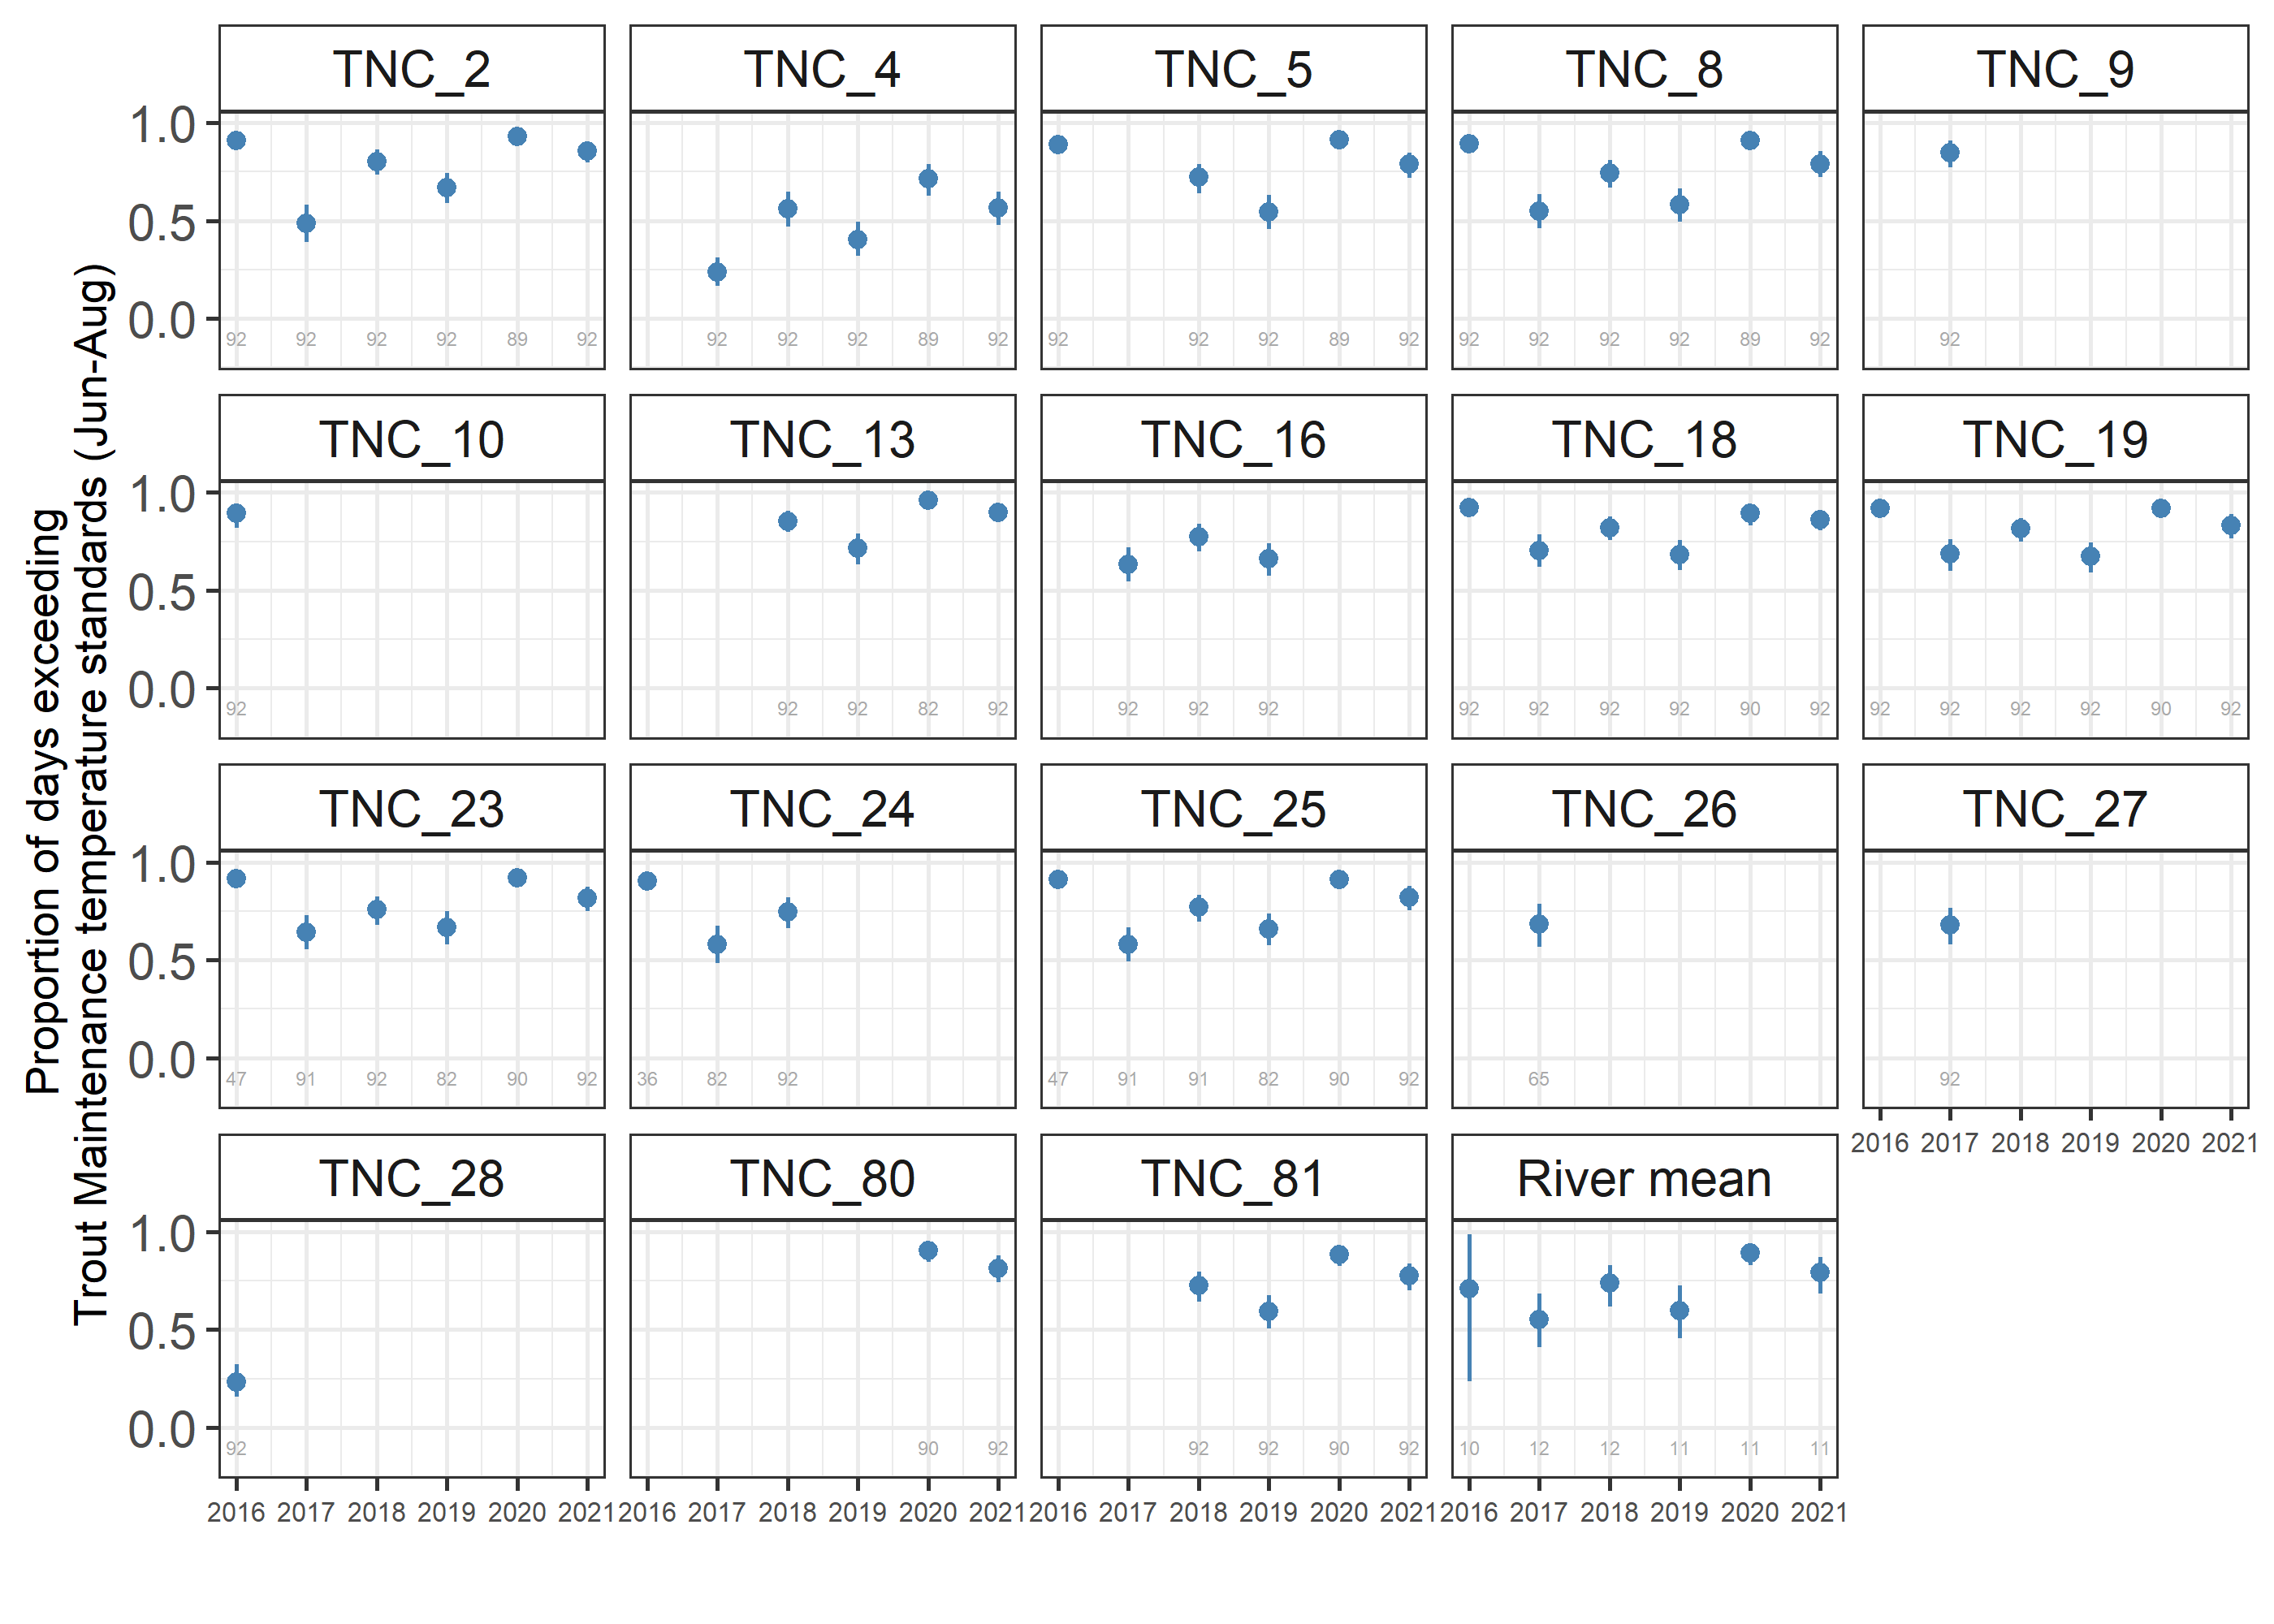 Proportion of days exceeding
Trout Maintenance temperature standards (Jun-Aug)
TNC_2 TNC_4 TNC_5 TNC_8 TNC_9
1.0
0.5
0.0
92 92 92 92 89 92 92 92 92 89 92 92 92 92 89 92 92 92 92 92 89 92 92
TNC_10 TNC_13 TNC_16 TNC_18 TNC_19
1.0
0.5
0.0
92 92 92 82 92 92 92 92 92 92 92 92 90 92 92 92 92 92 90 92
TNC_23 TNC_24 TNC_25 TNC_26 TNC_27
1.0
0.5
0.0
47 91 92 82 90 92 36 82 92 47 91 91 82 90 92 65 92
2016 2017 2018 2019 2020 2021
TNC_28 TNC_80 TNC_81 River mean
1.0
0.5
0.0
92 90 92 92 92 90 92 10 12 12 11 11 11
2016 2017 2018 2019 2020 2021 2016 2017 2018 2019 2020 2021 2016 2017 2018 2019 2020 2021 2016 2017 2018 2019 2020 2021